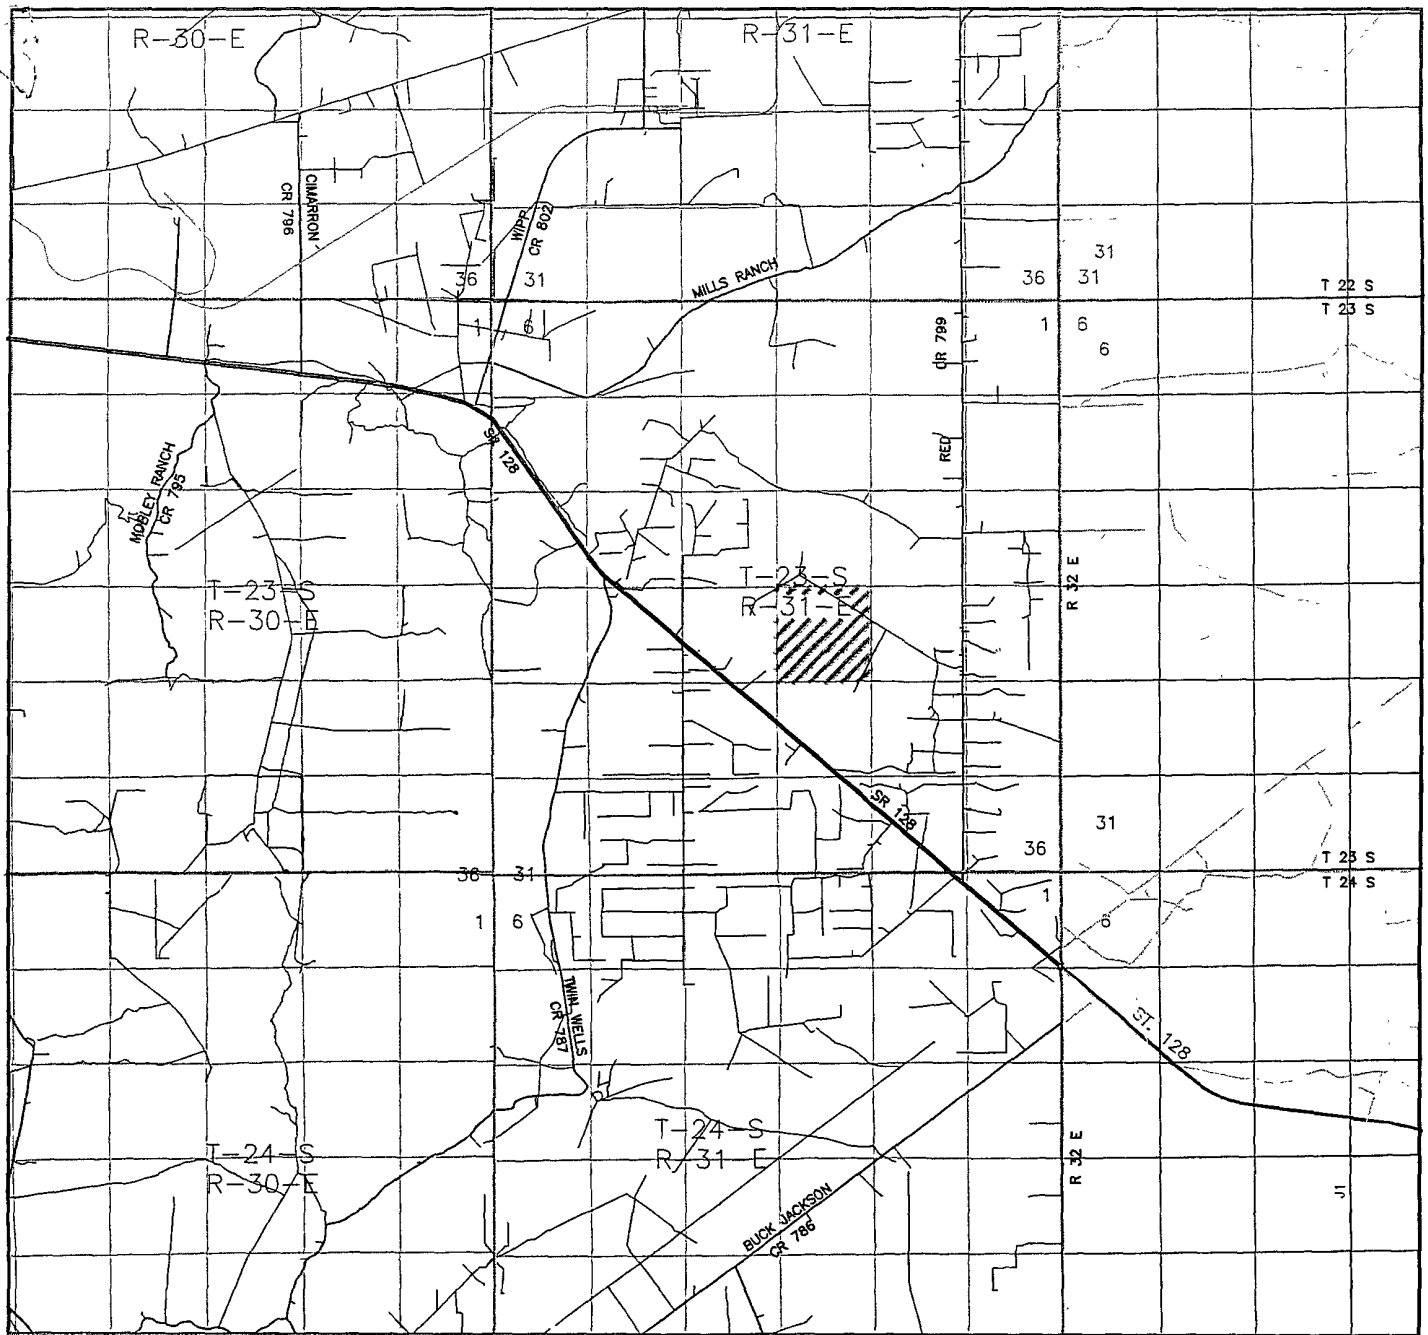 R-30-E
R-31-E
CIMARRON
CR 796
WIPP
CR 802
MILLS RANCH
36
31
36
31
31
T 22 S
T 23 S
1
6
1
6
6
CR 799
RED
SR 128
MOBLEY RANCH
CR 795
T-23-S
R-30-E
T-23-S
R-31-E
R 32 E
SR 128
31
36
36
31
T 23 S
T 24 S
1
6
1
6
TWIN WELLS
CR 787
ST. 128
T-24-S
R-31-E
T-24-S
R-30-E
R 32 E
BUCK JACKSON
CR 786